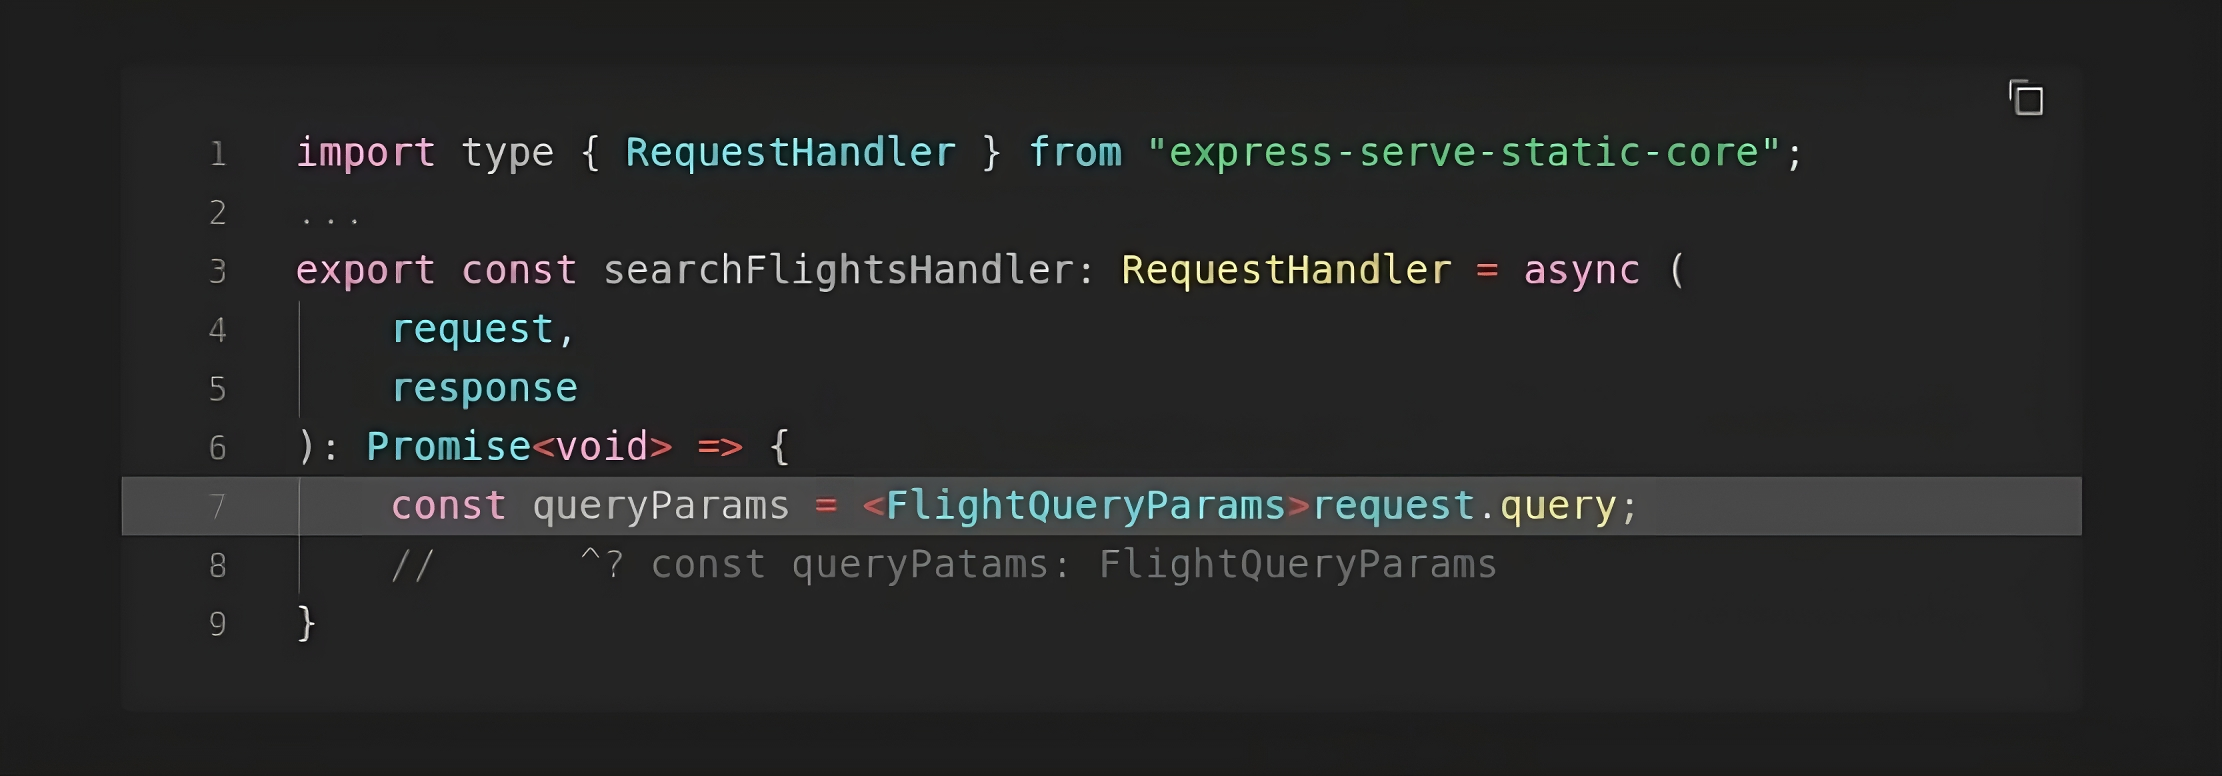 1 import type { RequestHandler } from "express-serve-static-core";
2 ...
3 export const searchFlightsHandler: RequestHandler = async (
4     request,
5     response
6 ): Promise<void> => {
7     const queryParams = <FlightQueryParams>request.query;
8     //      ^? const queryPatams: FlightQueryParams
9 }